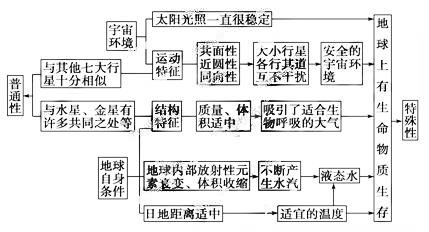 宇宙
环境
太阳光照一直很稳定
运动
特征
共面性
近圆性
同向性
大小行星
各行其道
互不干扰
安全的
宇宙环
境
与其他七大行
星十分相似
普通性
与水星、金星有
许多共同之处等
结构
特征
质量、体
积适中
吸引了适合生
物呼吸的大气
地球
自身
条件
地球内部放射性元
素衰变、体积收缩
不断产
生水汽
液态水
日地距离适中
适宜的温度
地球上有生命物质生存
特殊性